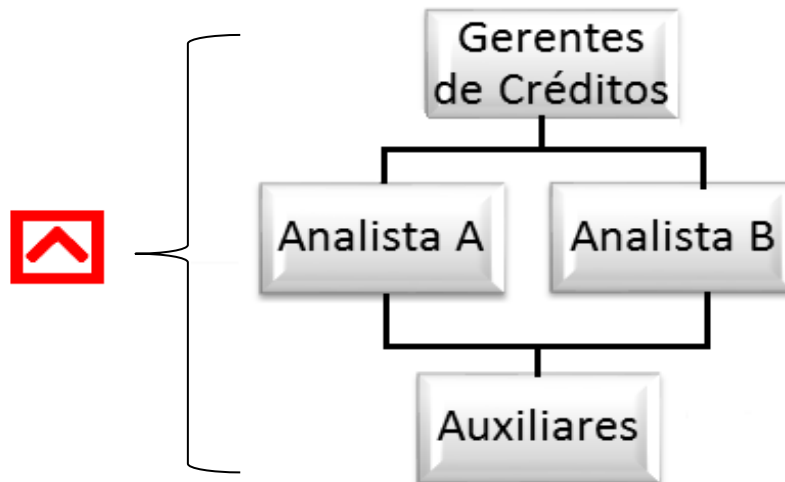 Gerentes
de Créditos
Analista A
Analista B
Auxiliares